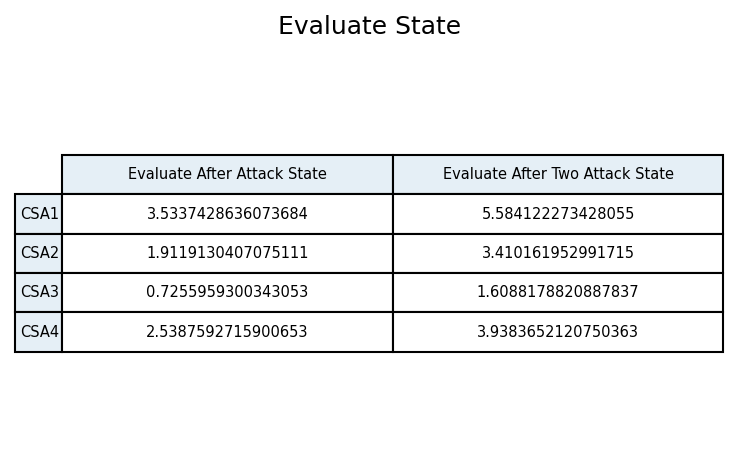 Evaluate State
Evaluate After Attack State Evaluate After Two Attack State
CSA1 3.5337428636073684 5.584122273428055
CSA2 1.9119130407075111 3.410161952991715
CSA3 0.7255959300343053 1.6088178820887837
CSA4 2.5387592715900653 3.9383652120750363